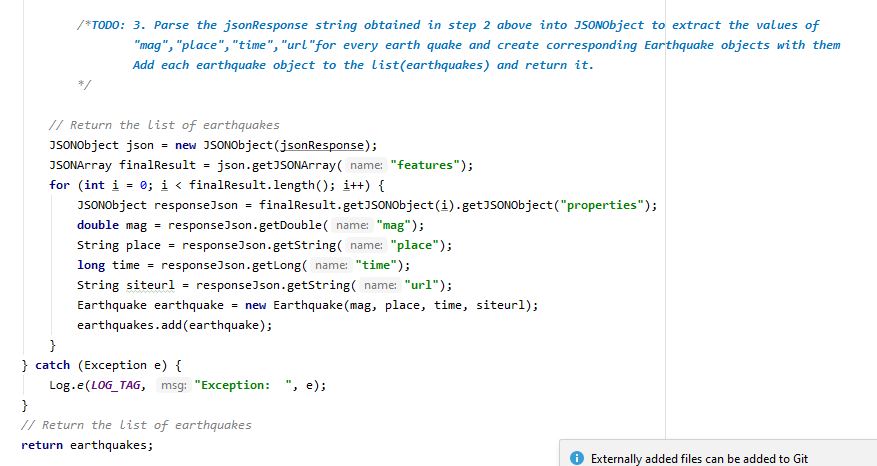 /*TODO: 3. Parse the jsonResponse string obtained in step 2 above into JSONObject to extract the values of
"mag","place","time","url"for every earth quake and create corresponding Earthquake objects with them
Add each earthquake object to the list(earthquakes) and return it.
*/
// Return the list of earthquakes
JSONObject json = new JSONObject(jsonResponse);
JSONArray finalResult = json.getJSONArray( name: "features");
for (int i = 0; i < finalResult.length(); i++) {
JSONObject responseJson = finalResult.getJSONObject(i).getJSONObject("properties");
double mag = responseJson.getDouble( name: "mag");
String place = responseJson.getString( name: "place");
long time = responseJson.getLong( name: "time");
String siteurl = responseJson.getString( name: "url");
Earthquake earthquake = new Earthquake(mag, place, time, siteurl);
earthquakes.add(earthquake);
}
} catch (Exception e) {
Log.e(LOG_TAG, msg: "Exception:  ", e);
}
// Return the list of earthquakes
return earthquakes;
Externally added files can be added to Git